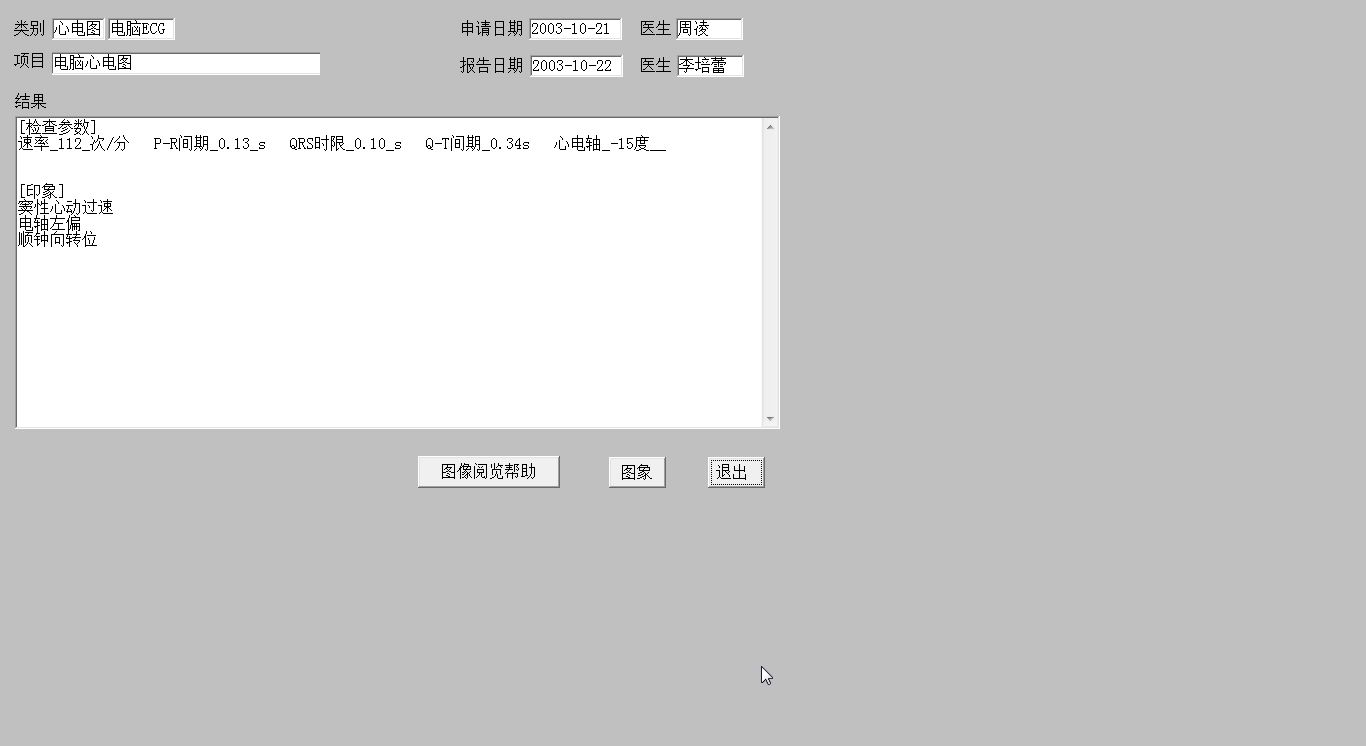 类别 心电图 电脑ECG 申请日期 2003-10-21 医生 周凌
项目 电脑心电图 报告日期 2003-10-22 医生 李培蕾
结果
[检查参数]
速率_112_次/分 P-R间期_0.13_s QRS时限_0.10_s Q-T间期_0.34s 心电轴_-15度__
[印象]
窦性心动过速
电轴左偏
顺钟向转位
图像阅览帮助 图象 退出